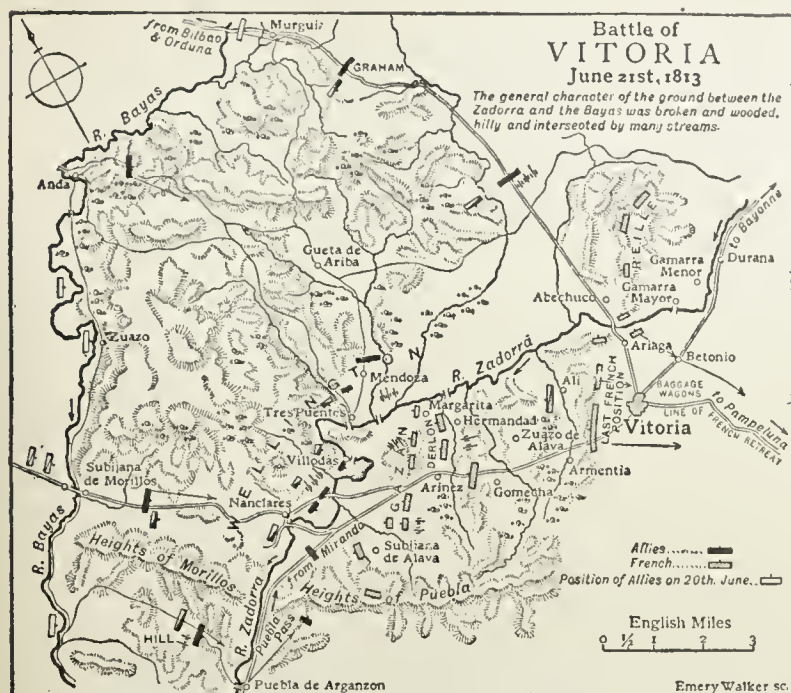 Battle of
VITORIA
June 21st, 1813
The general character of the ground between the
Zadorra and the Bayas was broken and wooded,
hilly and intersected by many streams.
from Bilbao
& Orduna
Murguia
GRAHAM
R. Bayas
Anda
Gueta de
Ariba
REILLE
to Bayonne
Durana
Gamarra
Menor
Gamarra
Mayor
Abechuco
Zuazo
Mendoza
R. Zadorra
Ariaga
Betonio
BAGGAGE
WAGONS
LINE OF
FRENCH RETREAT
to Pampeluna
Vitoria
LAST FRENCH
POSITION
Ali
Tres Puentes
Margarita
Hermandad
Zuazo de
Alava
Armentia
WELLINGTON
Villodas
GAZAN
DERLON
Arinez
Gomecha
Subijana
de Morillos
Nanclares
Subijana
de Alava
from Miranda
R. Bayas
Heights of Morillos
R. Zadorra
Heights of Puebla
Puebla
Pass
HILL
Puebla de Arganzon
Allies
French
Position of Allies on 20th. June
English Miles
0 ½ 1 2 3
Emery Walker sc.